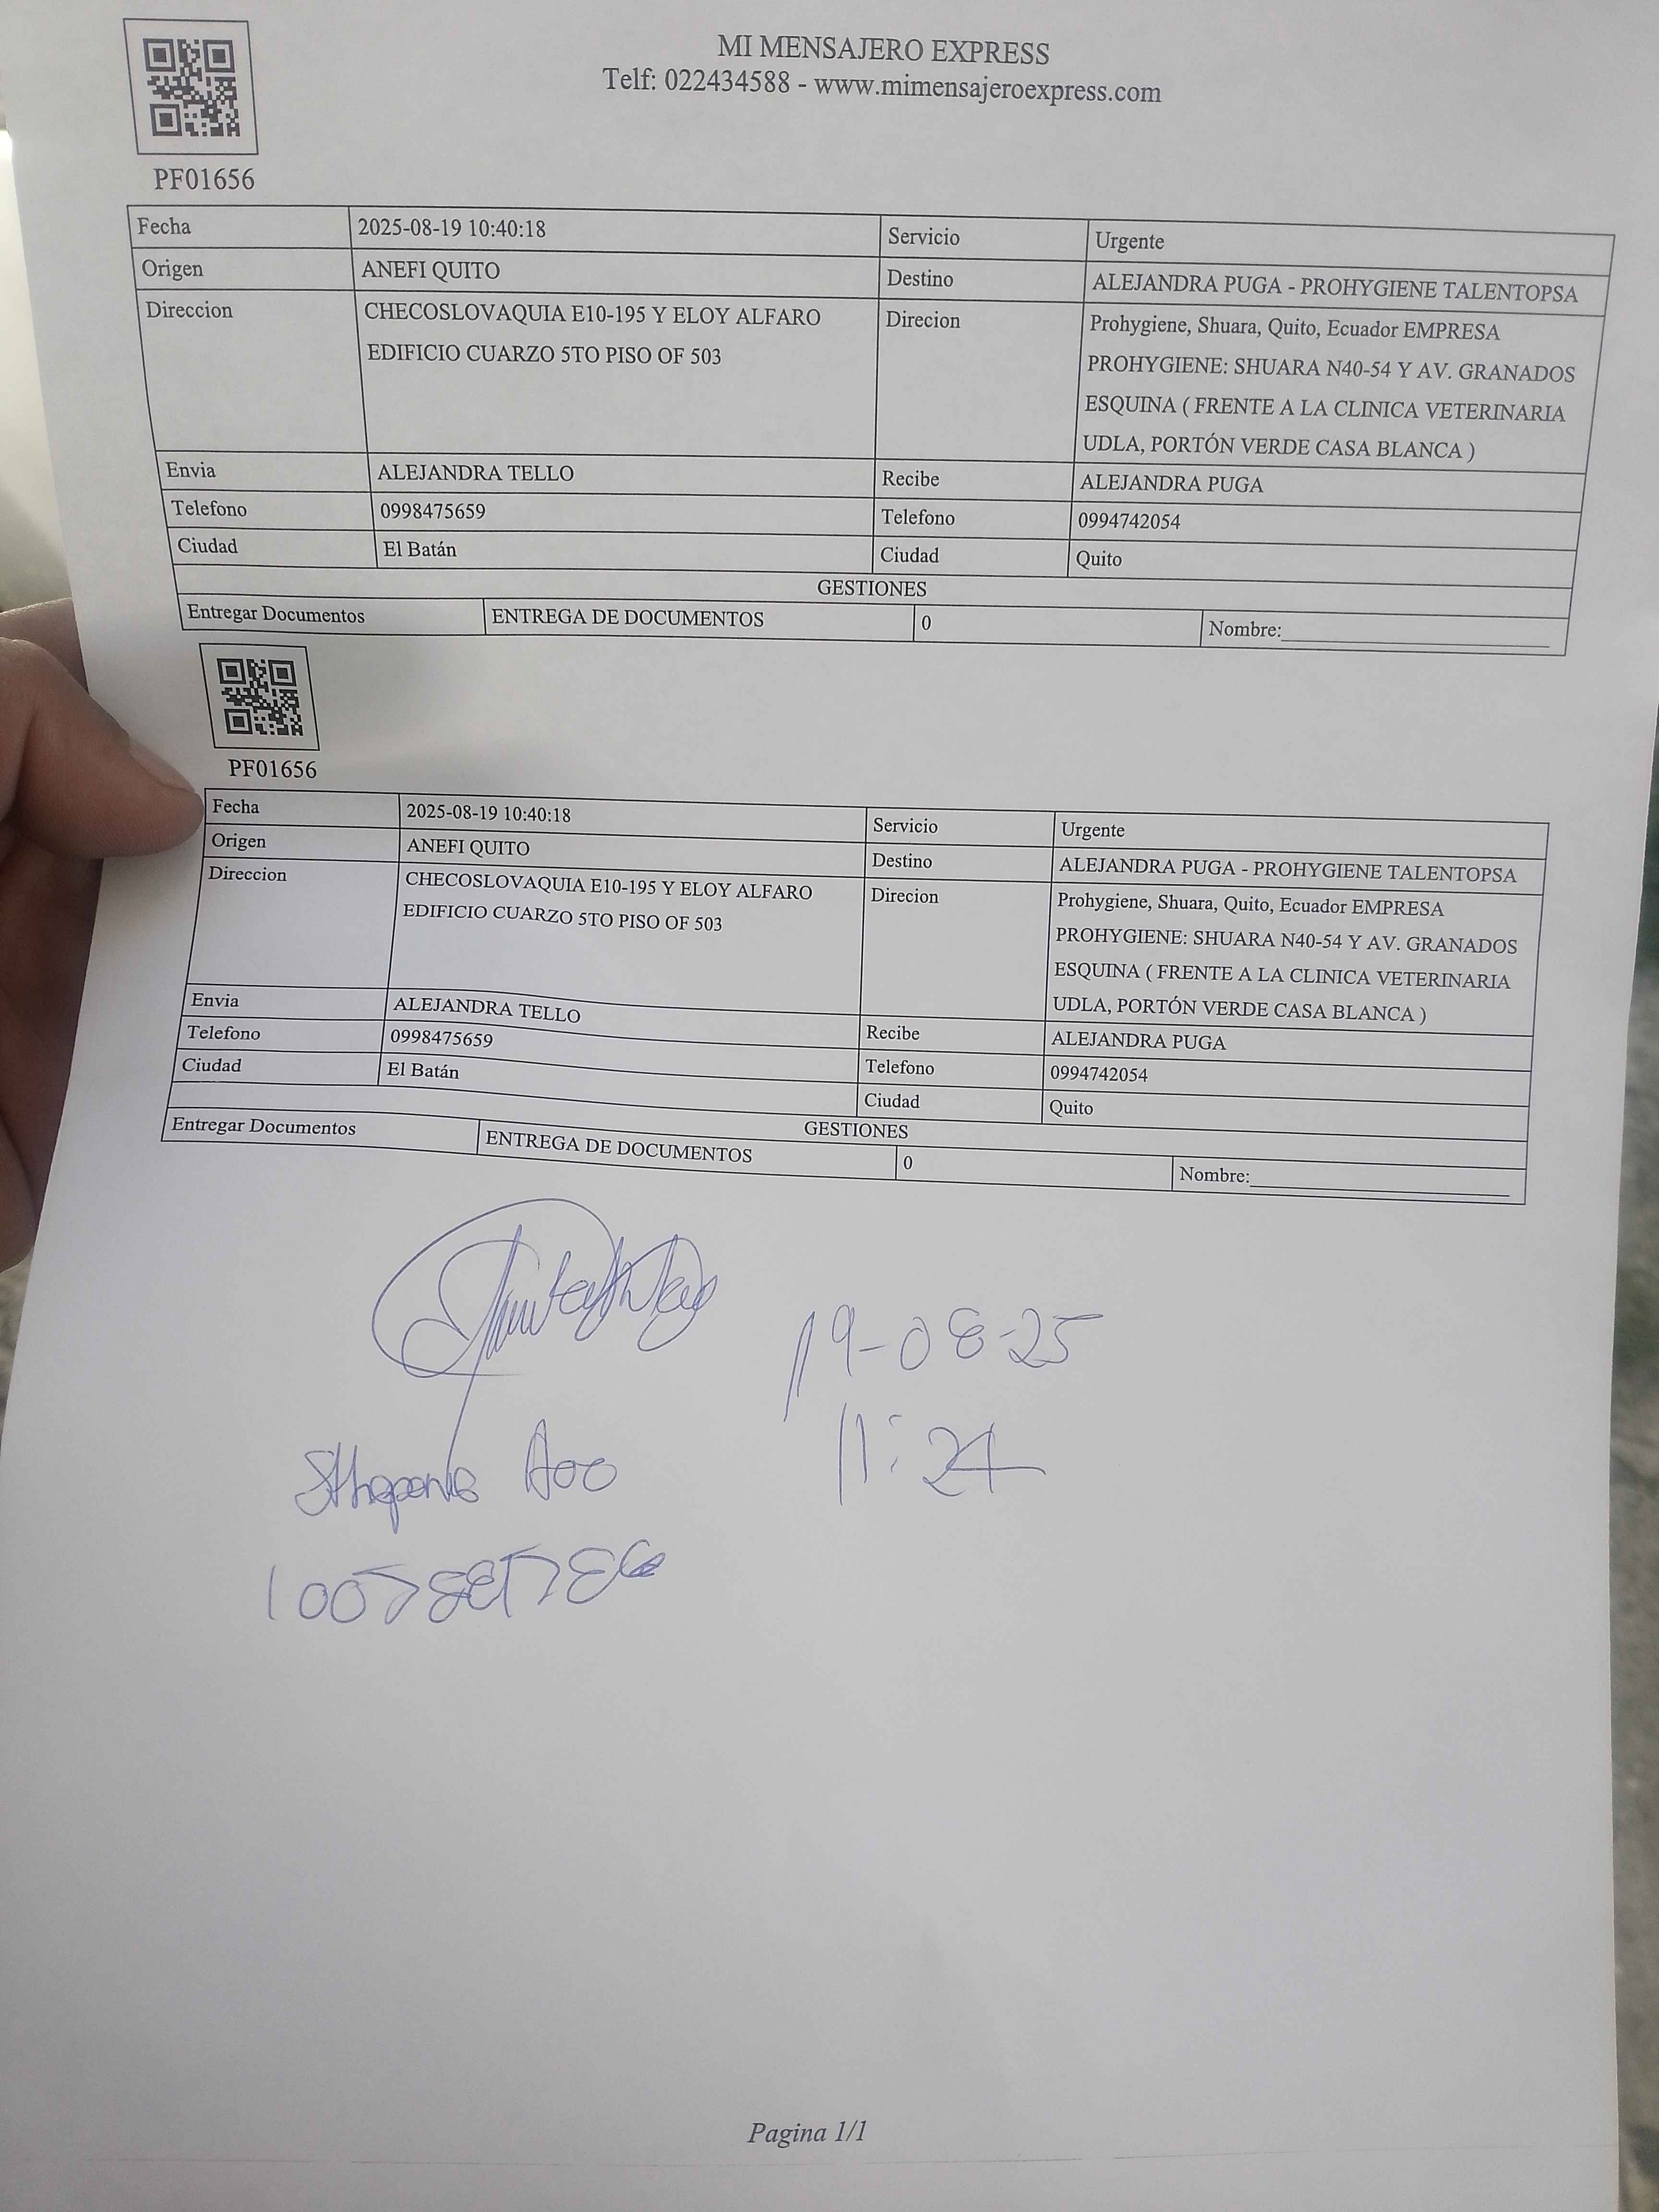 MI MENSAJERO EXPRESS
Telf: 022434588 - www.mimensajeroexpress.com
PF01656
Fecha 2025-08-19 10:40:18 Servicio Urgente
Origen ANEFI QUITO Destino ALEJANDRA PUGA - PROHYGIENE TALENTOPSA
Direccion CHECOSLOVAQUIA E10-195 Y ELOY ALFARO Direcion Prohygiene, Shuara, Quito, Ecuador EMPRESA
EDIFICIO CUARZO 5TO PISO OF 503 PROHYGIENE: SHUARA N40-54 Y AV. GRANADOS
ESQUINA ( FRENTE A LA CLINICA VETERINARIA
UDLA, PORTÓN VERDE CASA BLANCA )
Envia ALEJANDRA TELLO Recibe ALEJANDRA PUGA
Telefono 0998475659 Telefono 0994742054
Ciudad El Batán Ciudad Quito
GESTIONES
Entregar Documentos ENTREGA DE DOCUMENTOS 0 Nombre:
PF01656
Fecha 2025-08-19 10:40:18 Servicio Urgente
Origen ANEFI QUITO Destino ALEJANDRA PUGA - PROHYGIENE TALENTOPSA
Direccion CHECOSLOVAQUIA E10-195 Y ELOY ALFARO Direcion Prohygiene, Shuara, Quito, Ecuador EMPRESA
EDIFICIO CUARZO 5TO PISO OF 503 PROHYGIENE: SHUARA N40-54 Y AV. GRANADOS
ESQUINA ( FRENTE A LA CLINICA VETERINARIA
UDLA, PORTÓN VERDE CASA BLANCA )
Envia ALEJANDRA TELLO Recibe ALEJANDRA PUGA
Telefono 0998475659 Telefono 0994742054
Ciudad El Batán Ciudad Quito
GESTIONES
Entregar Documentos ENTREGA DE DOCUMENTOS 0 Nombre:
19-08-25
11:24
Pagina 1/1